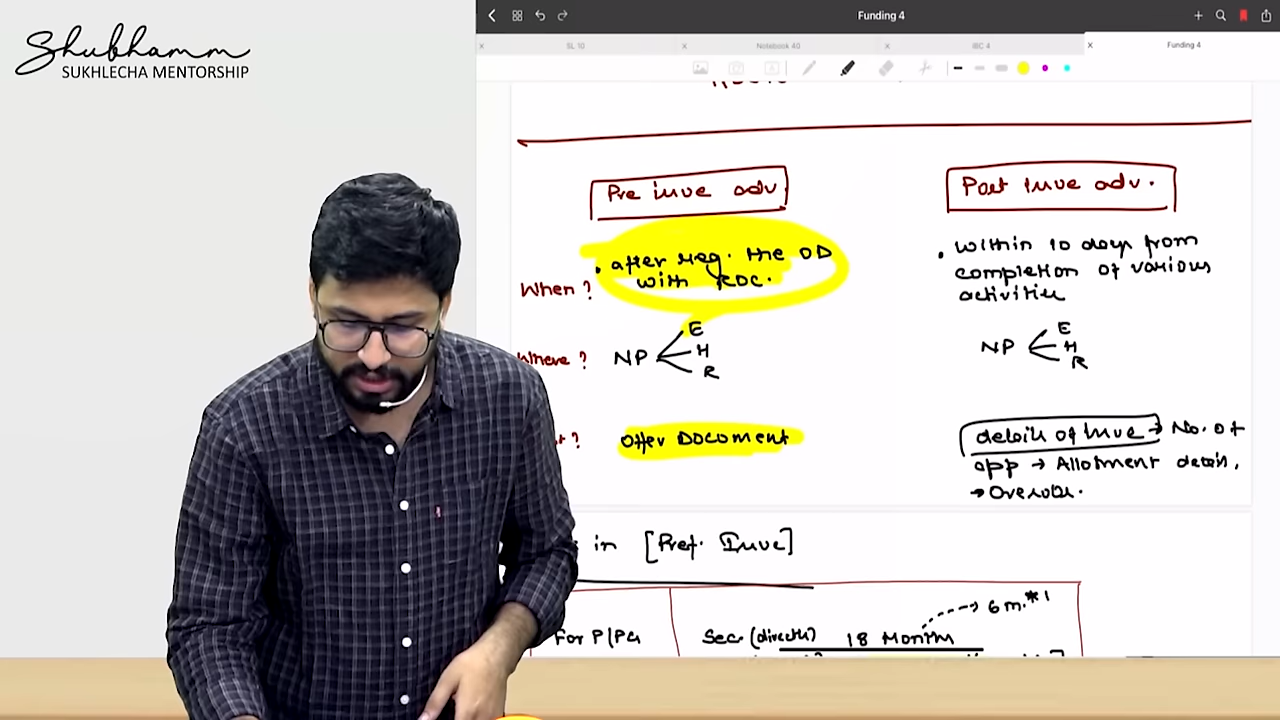 Shubhamm
SUKHLECHA MENTORSHIP
Funding 4
SL 10
Notebook 40
IBC 4
Funding 4
Pre issue adv.
Post issue adv.
When?
• after reg. the OD
with ROC.
• within 10 days from
completion of various
activities
Where?
NP
E
H
R
NP
E
H
R
?
Offer Document
details of issue → No. of
app → Allotment detail.
→ Oversubs.
in [Pref. Issue]
6 m.*1
For P/PG
Sec (directly) 18 Months